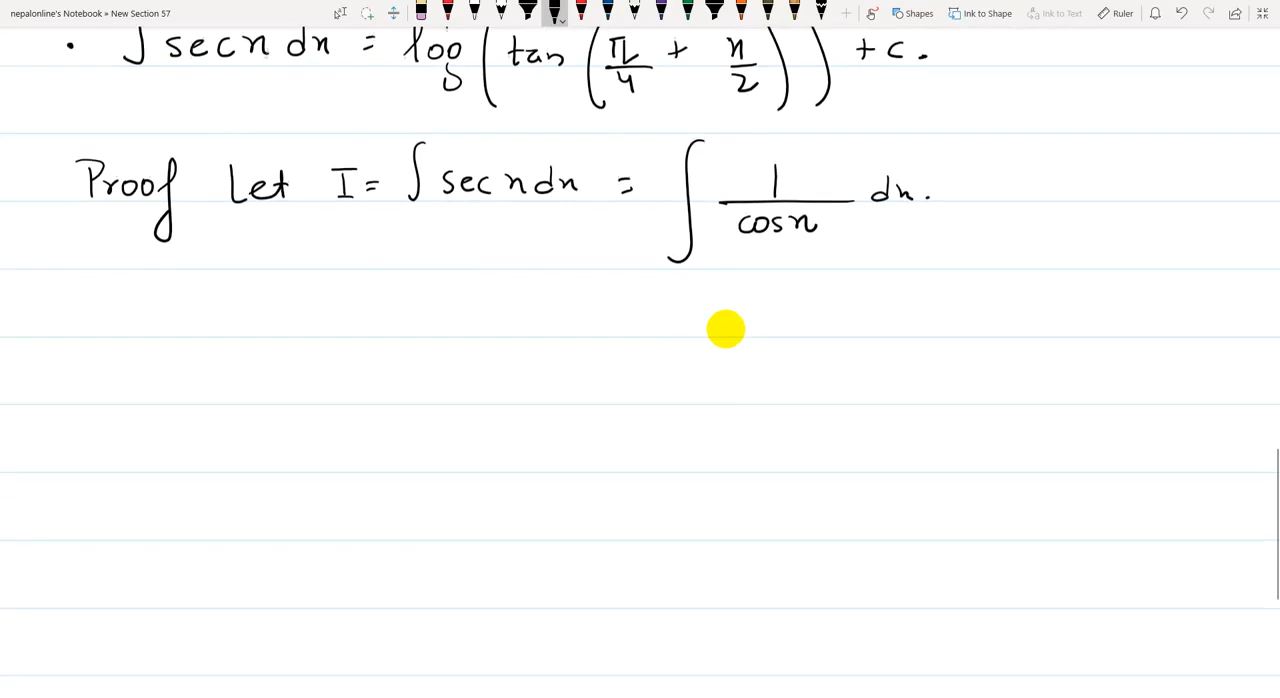 nepalonline's Notebook » New Section 57
Shapes Ink to Shape Ink to Text Ruler
• ∫ sec x dx = log (tan (π/4 + x/2)) + c.
Proof Let I = ∫ sec x dx = ∫ 1/cos x dx.